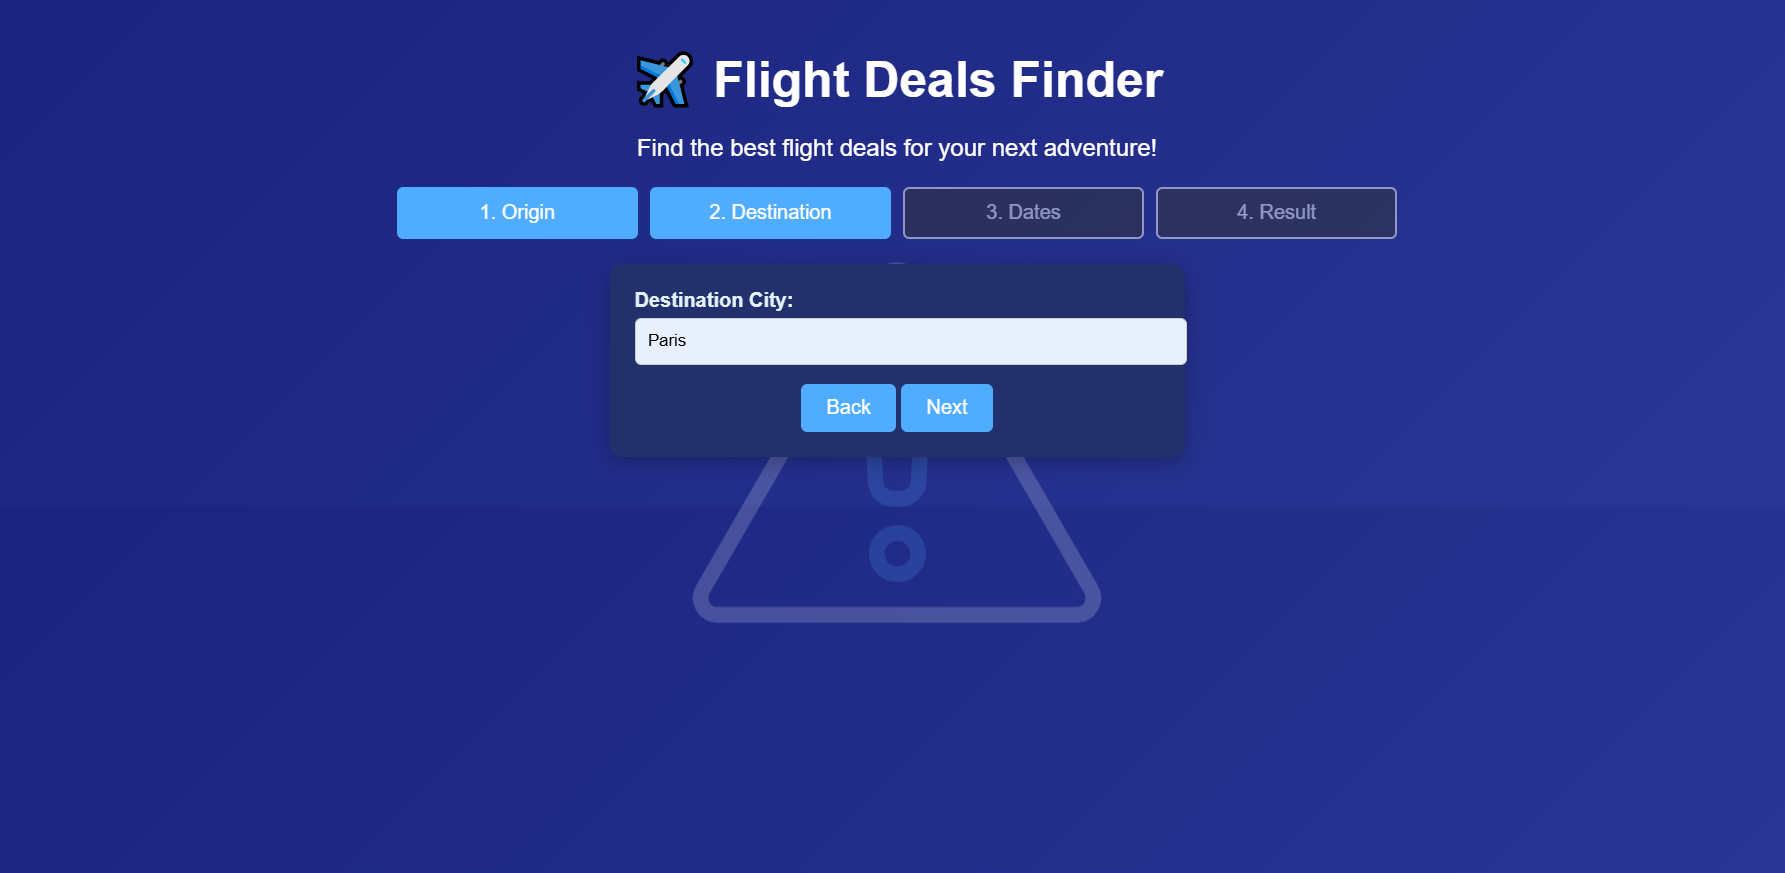 Flight Deals Finder
Find the best flight deals for your next adventure!
1. Origin
2. Destination
3. Dates
4. Result
Destination City:
Paris
Back
Next